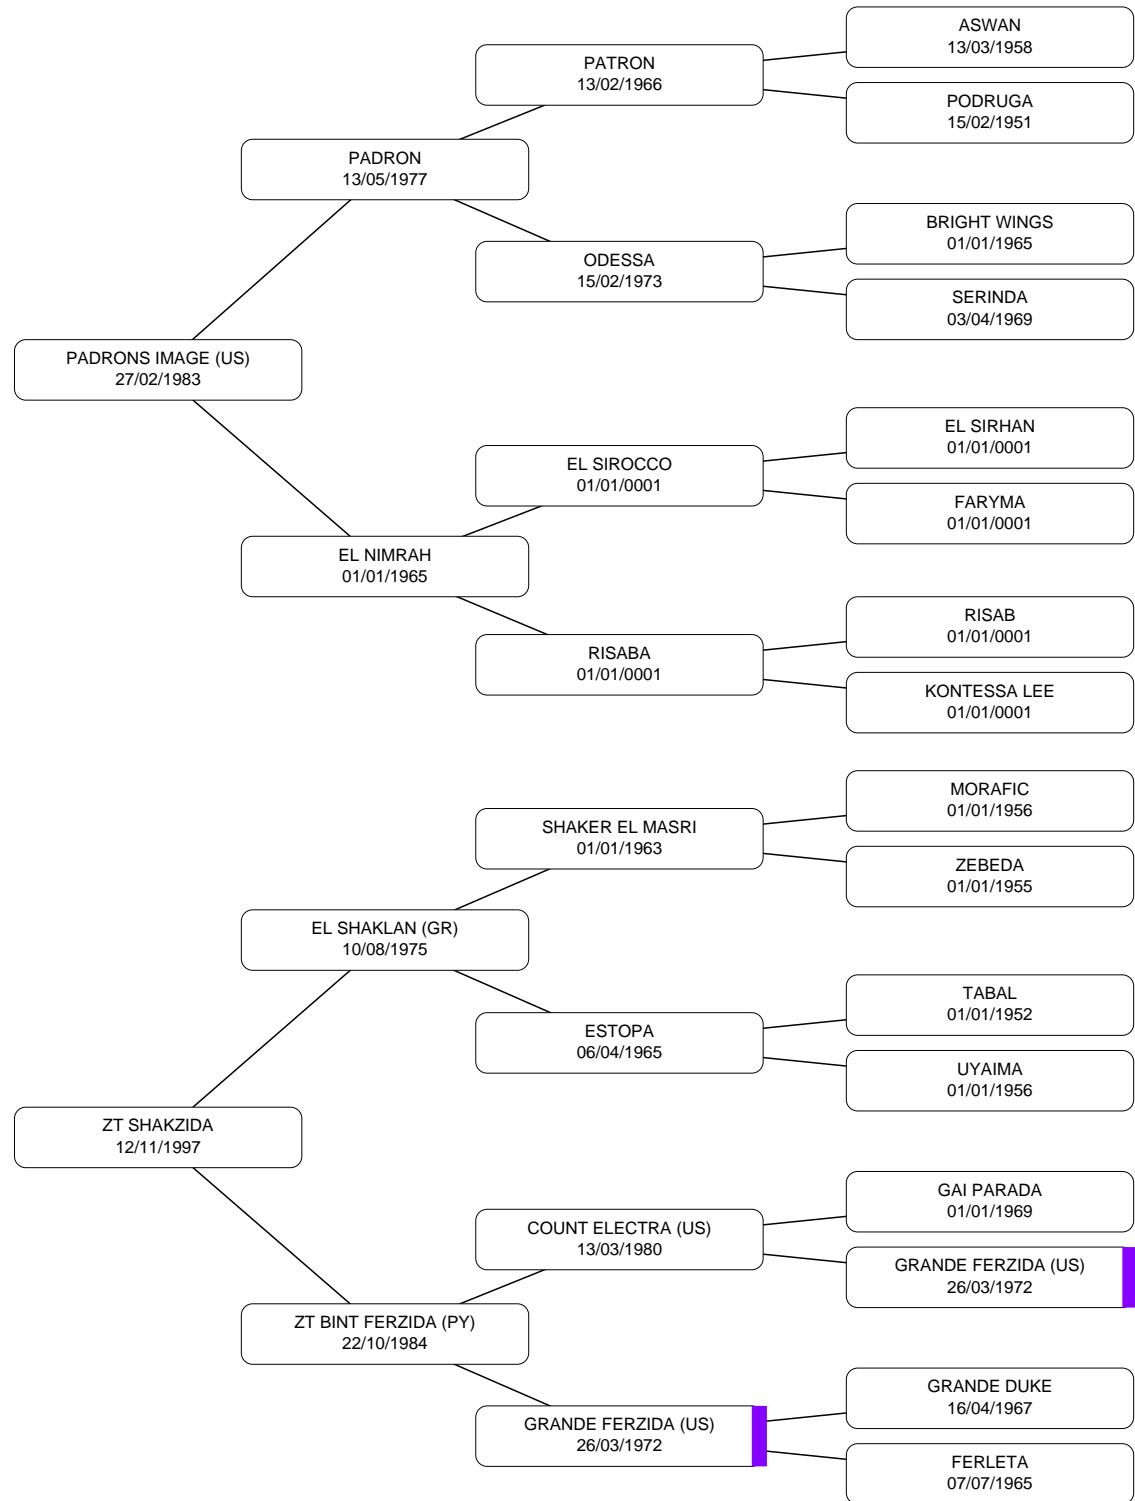 ASWAN
13/03/1958
PATRON
13/02/1966
PODRUGA
15/02/1951
PADRON
13/05/1977
BRIGHT WINGS
01/01/1965
ODESSA
15/02/1973
SERINDA
03/04/1969
PADRONS IMAGE (US)
27/02/1983
EL SIRHAN
01/01/0001
EL SIROCCO
01/01/0001
FARYMA
01/01/0001
EL NIMRAH
01/01/1965
RISAB
01/01/0001
RISABA
01/01/0001
KONTESSA LEE
01/01/0001
MORAFIC
01/01/1956
SHAKER EL MASRI
01/01/1963
ZEBEDA
01/01/1955
EL SHAKLAN (GR)
10/08/1975
TABAL
01/01/1952
ESTOPA
06/04/1965
UYAIMA
01/01/1956
ZT SHAKZIDA
12/11/1997
GAI PARADA
01/01/1969
COUNT ELECTRA (US)
13/03/1980
GRANDE FERZIDA (US)
26/03/1972
ZT BINT FERZIDA (PY)
22/10/1984
GRANDE DUKE
16/04/1967
GRANDE FERZIDA (US)
26/03/1972
FERLETA
07/07/1965